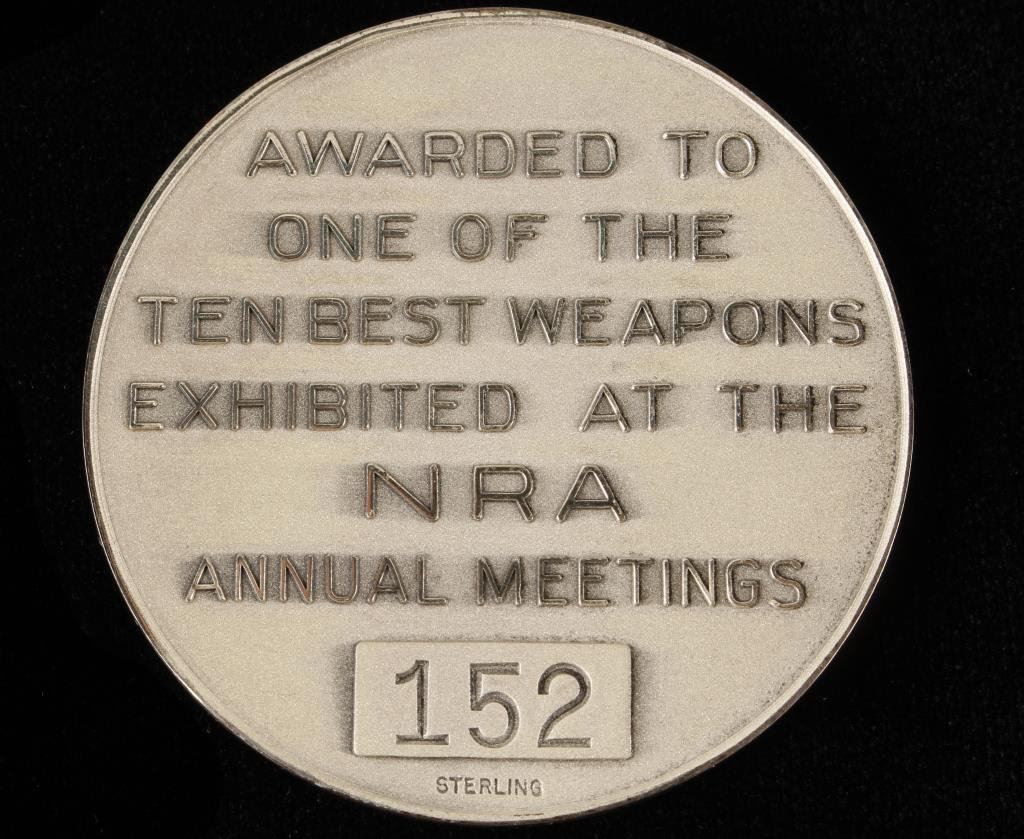 AWARDED TO
ONE OF THE
TEN BEST WEAPONS
EXHIBITED AT THE
NRA
ANNUAL MEETINGS
152
STERLING